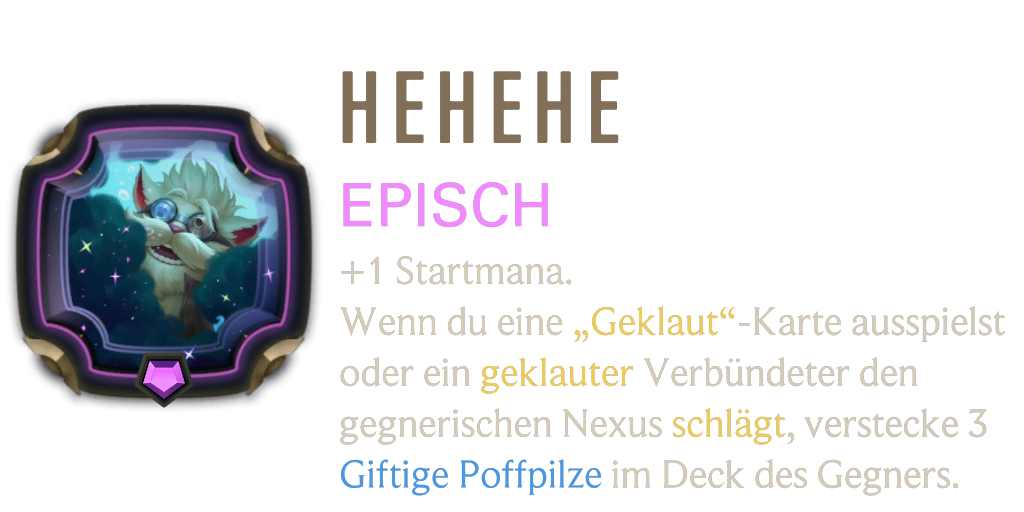 HEHEHE
EPISCH
+1 Startmana.
Wenn du eine „Geklaut“-Karte ausspielst
oder ein geklauter Verbündeter den
gegnerischen Nexus schlägt, verstecke 3
Giftige Poffpilze im Deck des Gegners.